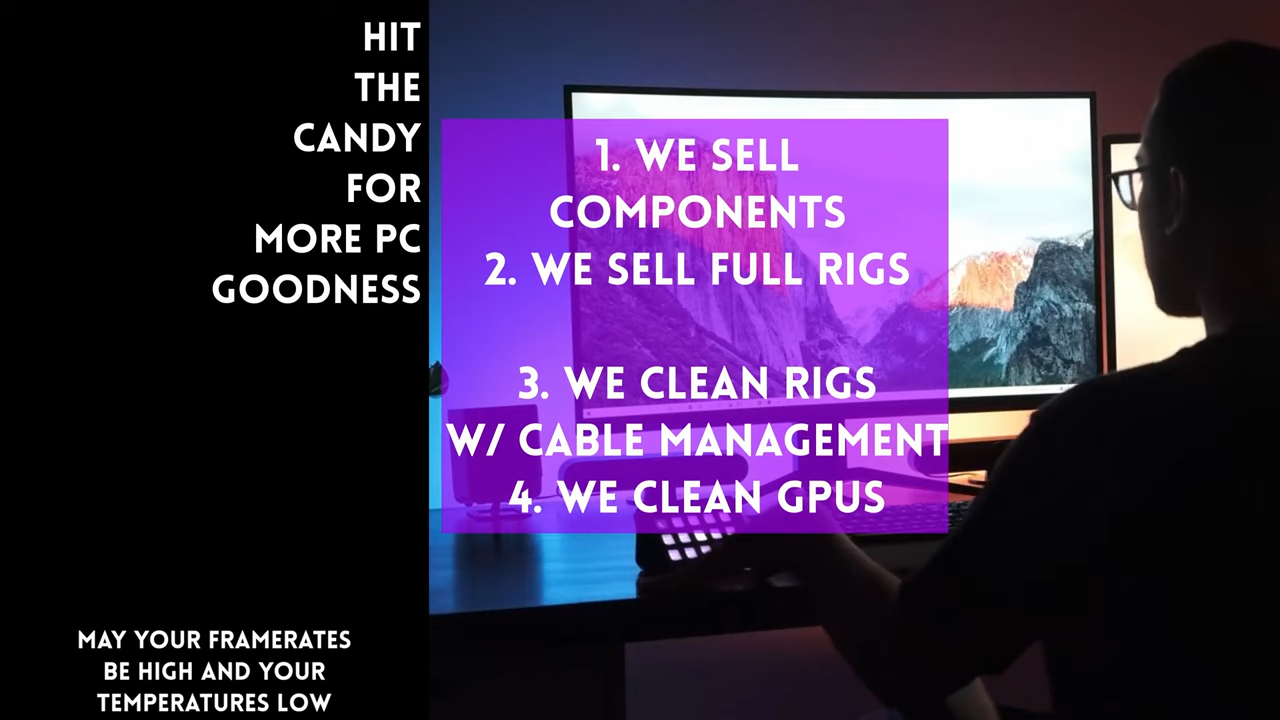 HIT
THE
CANDY
FOR
MORE PC
GOODNESS
1. WE SELL
COMPONENTS
2. WE SELL FULL RIGS
3. WE CLEAN RIGS
W/ CABLE MANAGEMENT
4. WE CLEAN GPUS
MAY YOUR FRAMERATES
BE HIGH AND YOUR
TEMPERATURES LOW